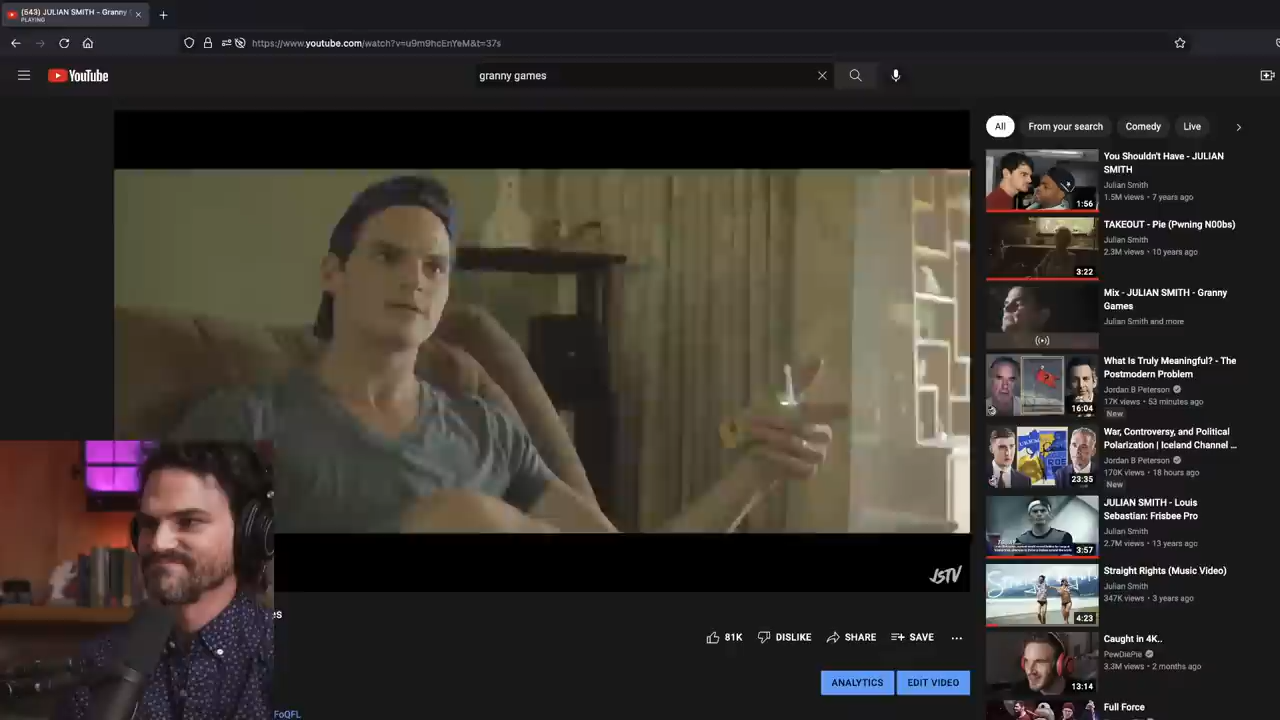 (543) JULIAN SMITH - Granny
PLAYING
https://www.youtube.com/watch?v=u9m9hcEnYeM&t=37s
YouTube
granny games
All
From your search
Comedy
Live
You Shouldn't Have - JULIAN
SMITH
Julian Smith
1.5M views • 7 years ago
1:56
TAKEOUT - Pie (Pwning N00bs)
Julian Smith
2.3M views • 10 years ago
3:22
Mix - JULIAN SMITH - Granny
Games
Julian Smith and more
What Is Truly Meaningful? - The
Postmodern Problem
Jordan B Peterson
17K views • 53 minutes ago
New
16:04
War, Controversy, and Political
Polarization | Iceland Channel ...
Jordan B Peterson
170K views • 18 hours ago
New
23:35
JULIAN SMITH - Louis
Sebastian: Frisbee Pro
Julian Smith
2.7M views • 13 years ago
3:57
Straight Rights (Music Video)
Julian Smith
347K views • 3 years ago
4:23
Caught in 4K..
PewDiePie
3.3M views • 2 months ago
13:14
Full Force
JSTV
es
81K
DISLIKE
SHARE
SAVE
ANALYTICS
EDIT VIDEO
FoQFL